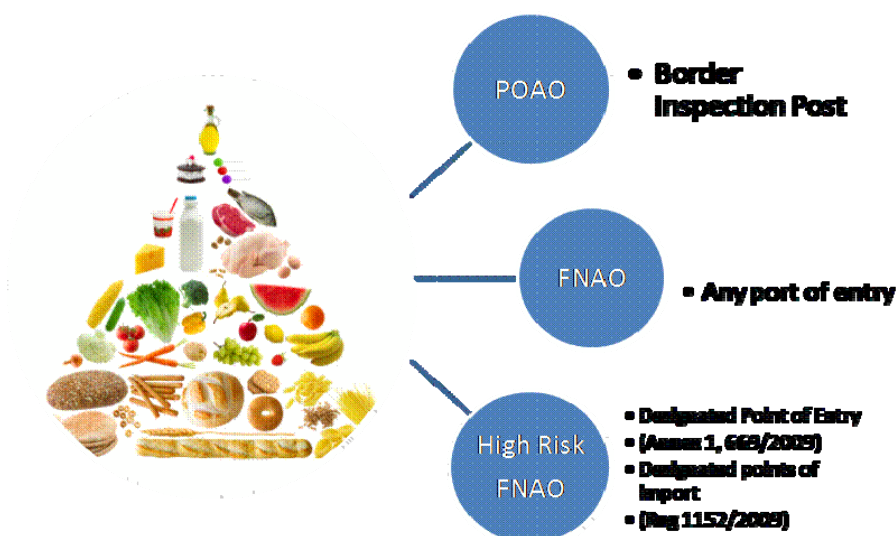 POAO
• Border
Inspection Post
FNAO
• Any port of entry
High Risk
FNAO
• Designated Point of Entry
• (Annex 1, 669/2009)
• Designated points of
import
• (Reg 1152/2009)